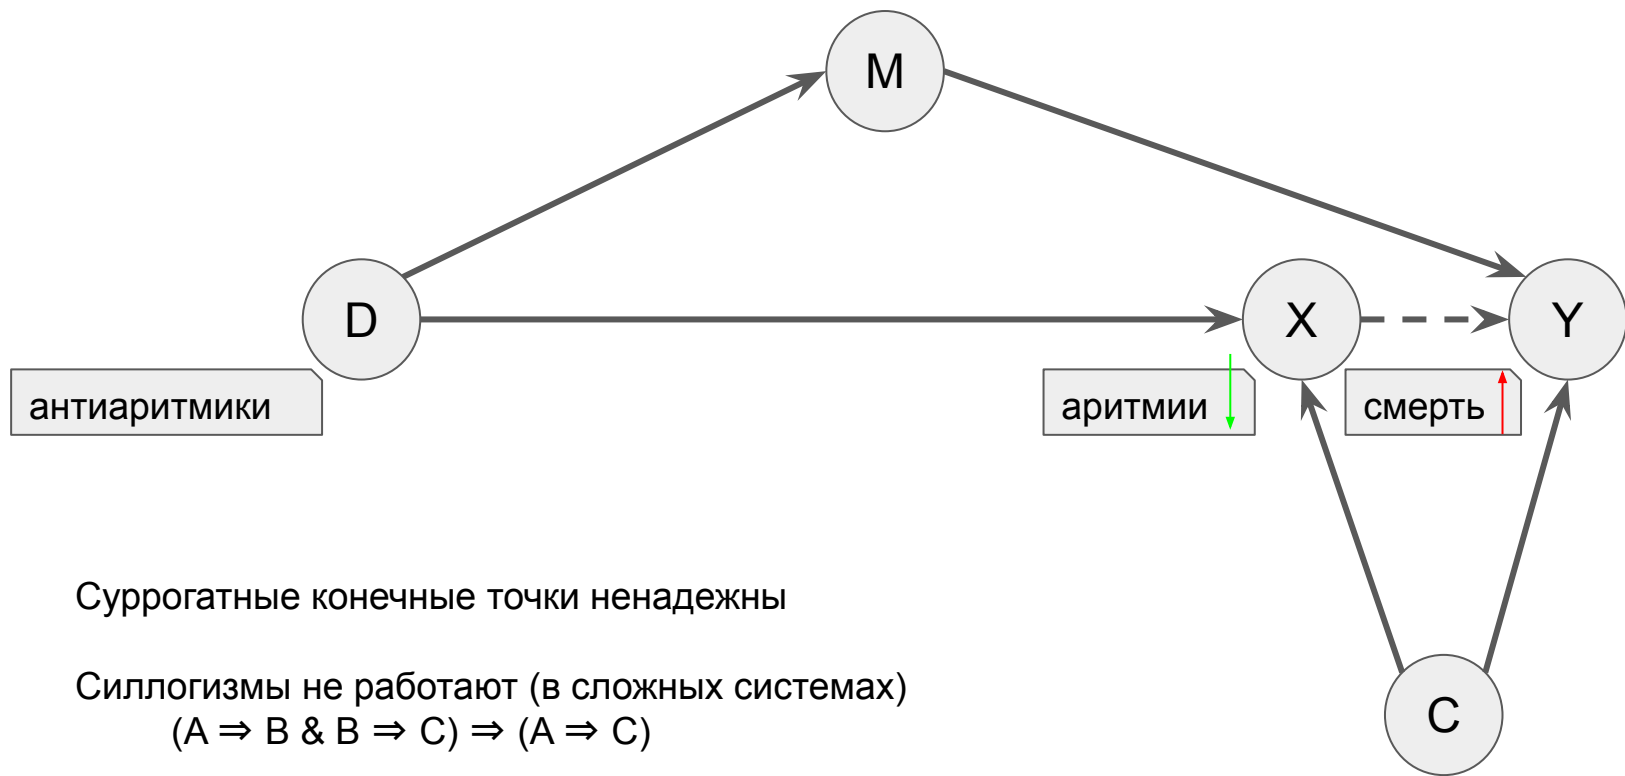 M
D
X
Y
антиаритмики
аритмии
смерть
Суррогатные конечные точки ненадежны
Силлогизмы не работают (в сложных системах)
(A ⇒ B & B ⇒ C) ⇒ (A ⇒ C)
C